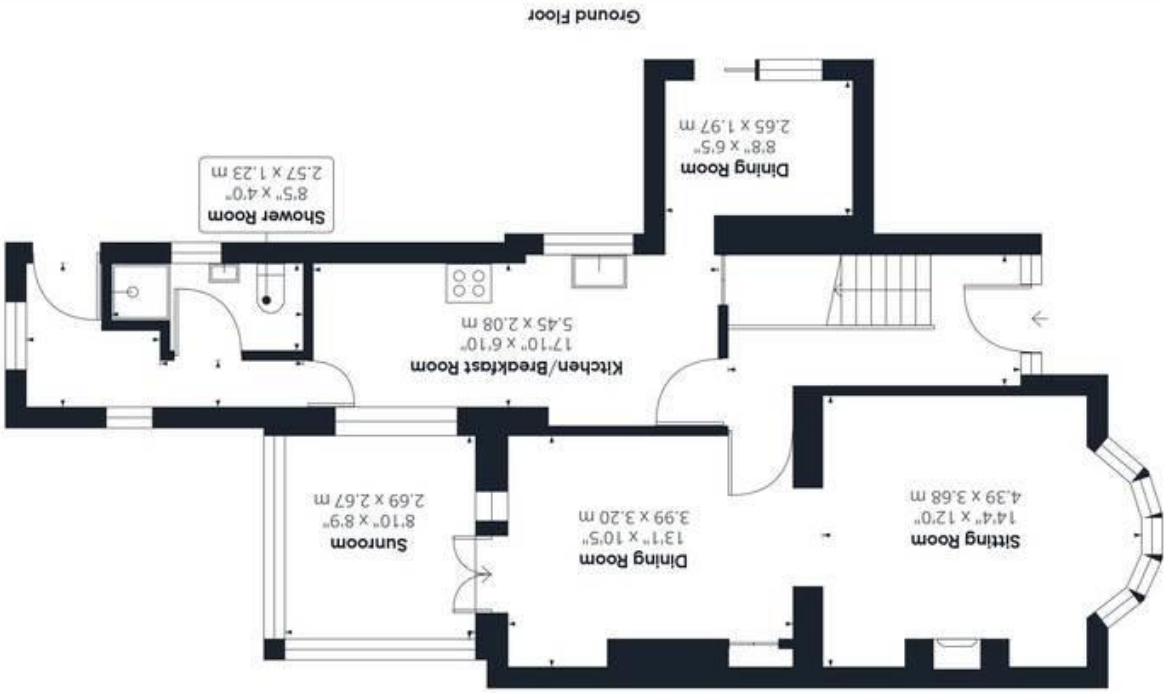 Sitting Room
14'4" x 12'0"
4.39 x 3.68 m
Dining Room
13'1" x 10'5"
3.99 x 3.20 m
Sunroom
8'10" x 8'9"
2.69 x 2.67 m
Kitchen/Breakfast Room
17'10" x 6'10"
5.45 x 2.08 m
Shower Room
8'5" x 4'0"
2.57 x 1.23 m
Dining Room
8'8" x 6'5"
2.65 x 1.97 m
Ground Floor